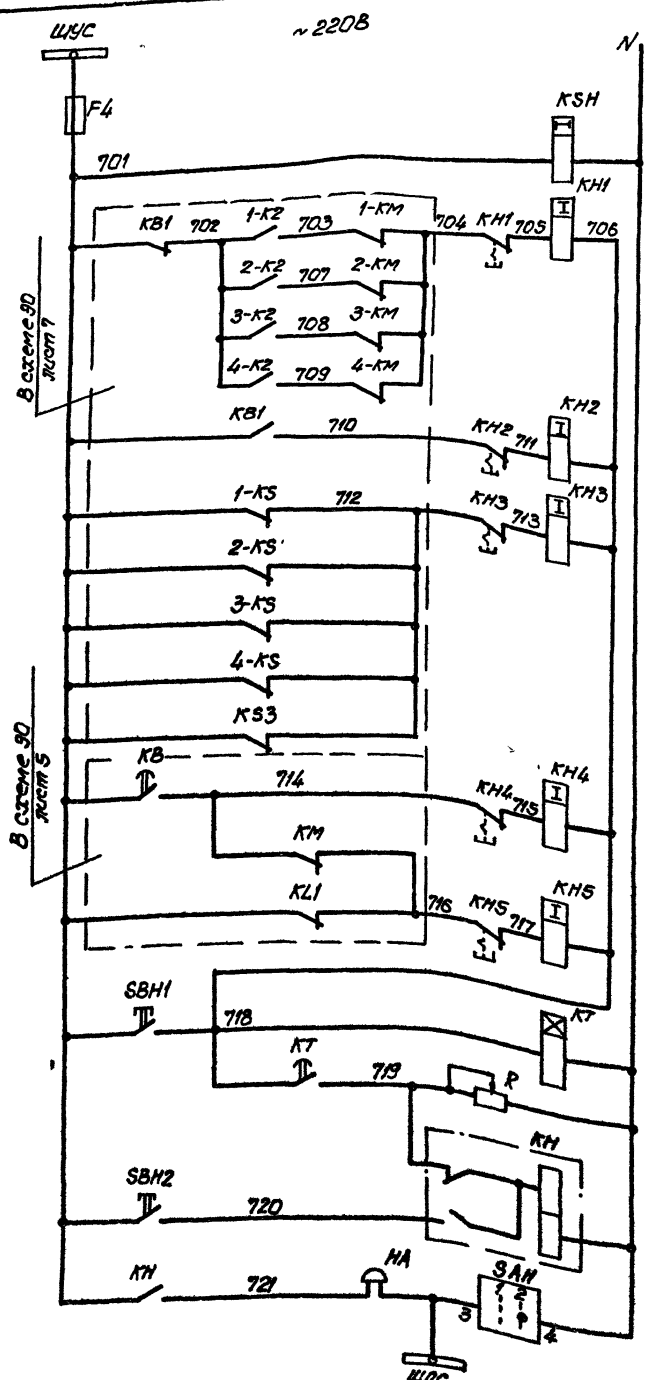 ШУС
~220В
N
F4
KSH
701
KH1
KB1 702 1-K2 703 1-KM 704 KH1 705 706
2-K2 707 2-KM
3-K2 708 3-KM
4-K2 709 4-KM
В схеме 90
лист 7
KB1 710 KH2 711 KH2
1-KS 712 KH3 713 KH3
2-KS
3-KS
4-KS
KS3
В схеме 90
лист 5
KB 714 KH4 715 KH4
KM
KL1 716 KH5 717 KH5
SBH1 718 KT
KT 719 R
KH
SBH2 720
KH 721 HA SAH
1 2
3 4